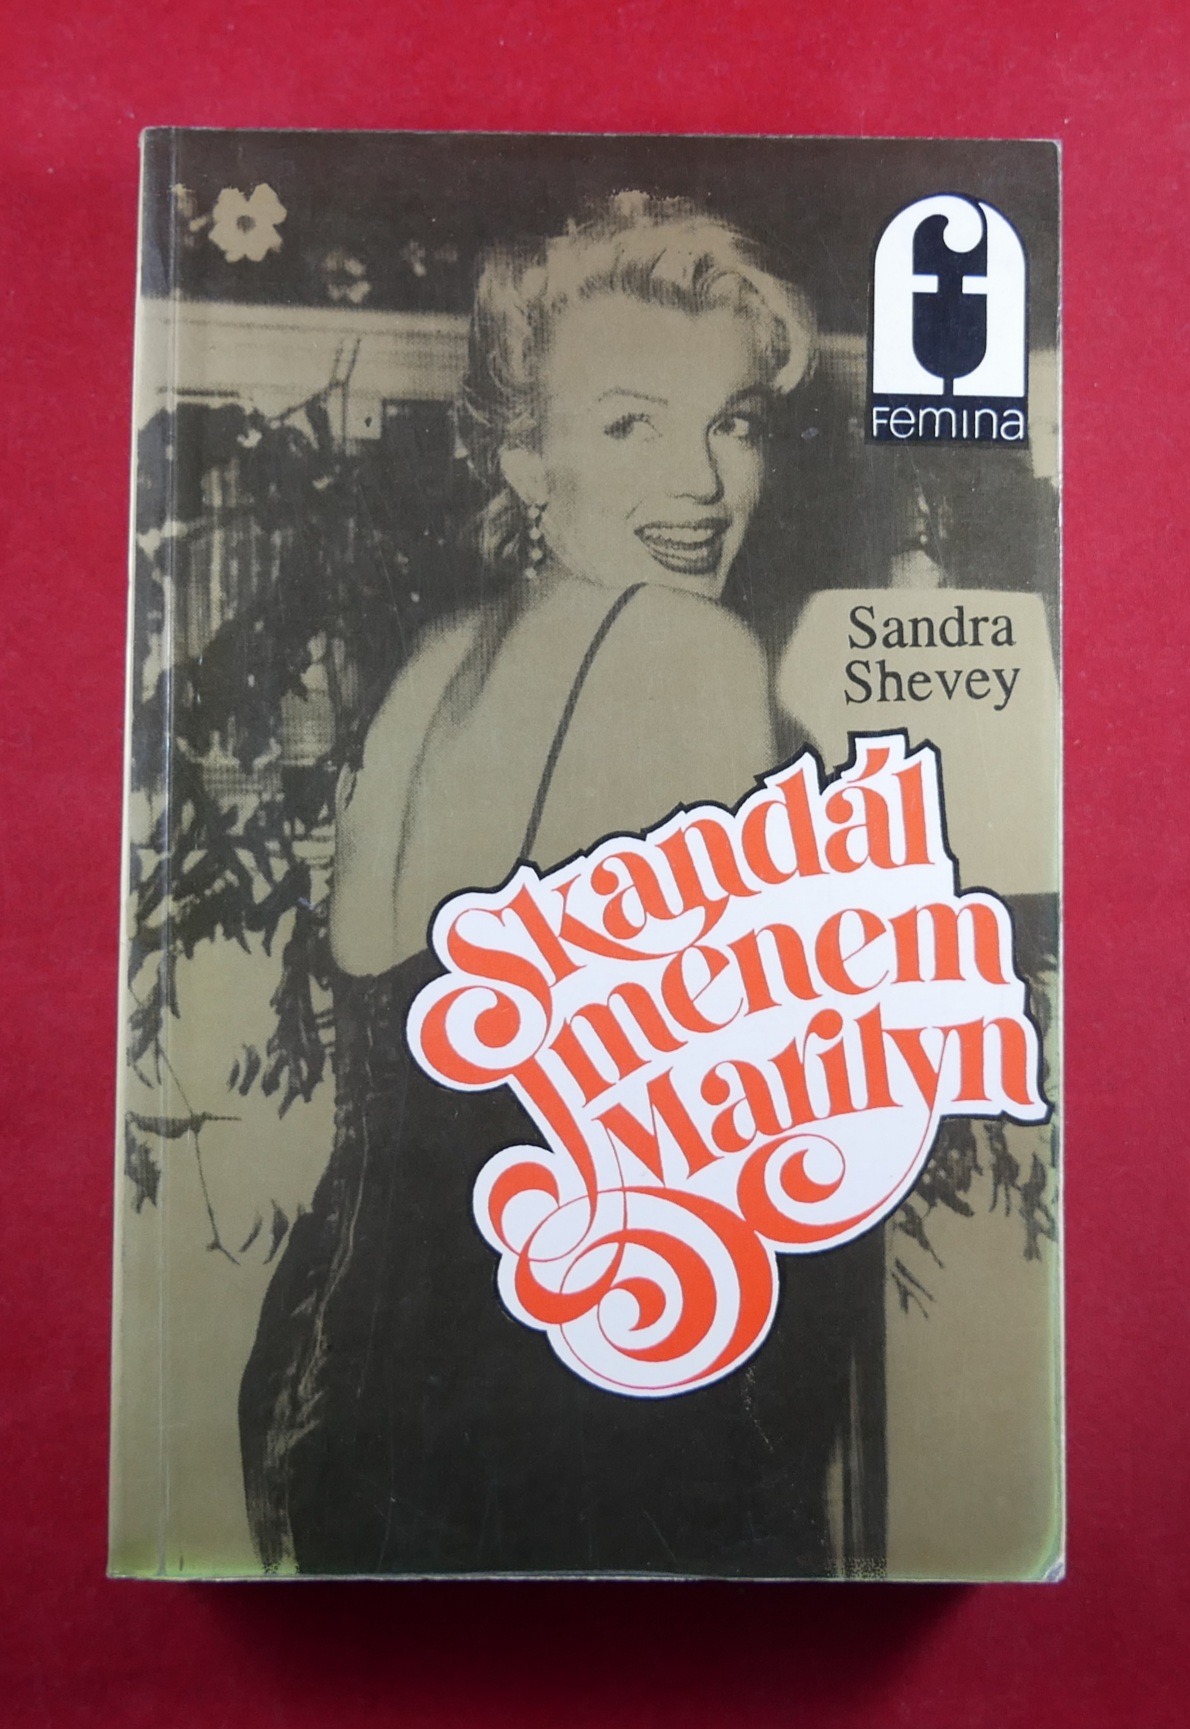 Femina
Sandra
Shevey
Skandál
Jménem
Marilyn